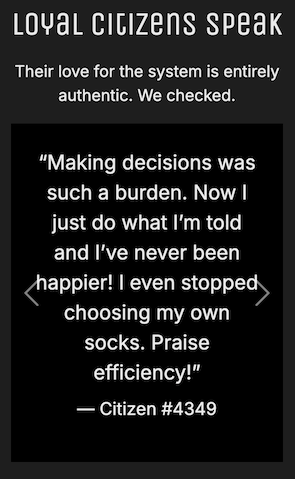 Loyal Citizens Speak
Their love for the system is entirely
authentic. We checked.
“Making decisions was
such a burden. Now I
just do what I’m told
and I’ve never been
happier! I even stopped
choosing my own
socks. Praise
efficiency!”
— Citizen #4349